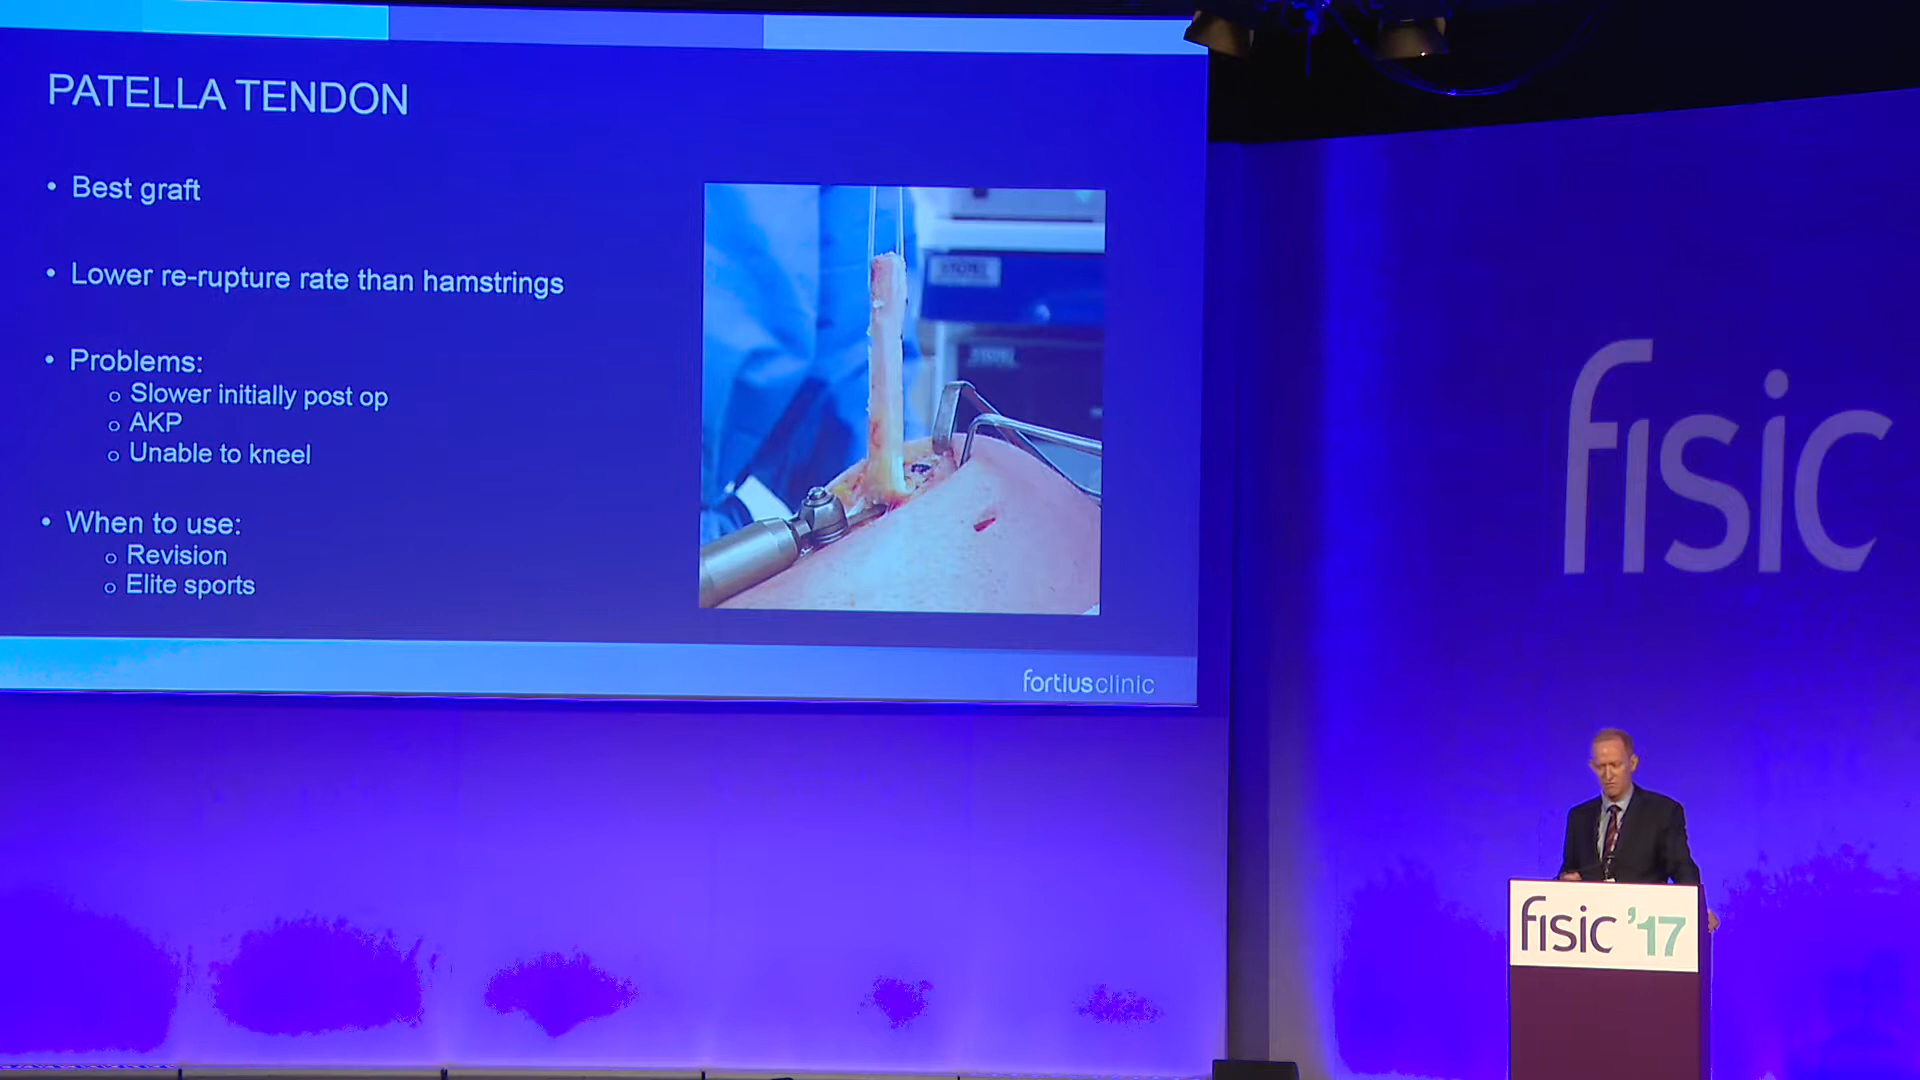 PATELLA TENDON
• Best graft
• Lower re-rupture rate than hamstrings
• Problems:
o Slower initially post op
o AKP
o Unable to kneel
• When to use:
o Revision
o Elite sports
fortiusclinic
fisic
fisic '17